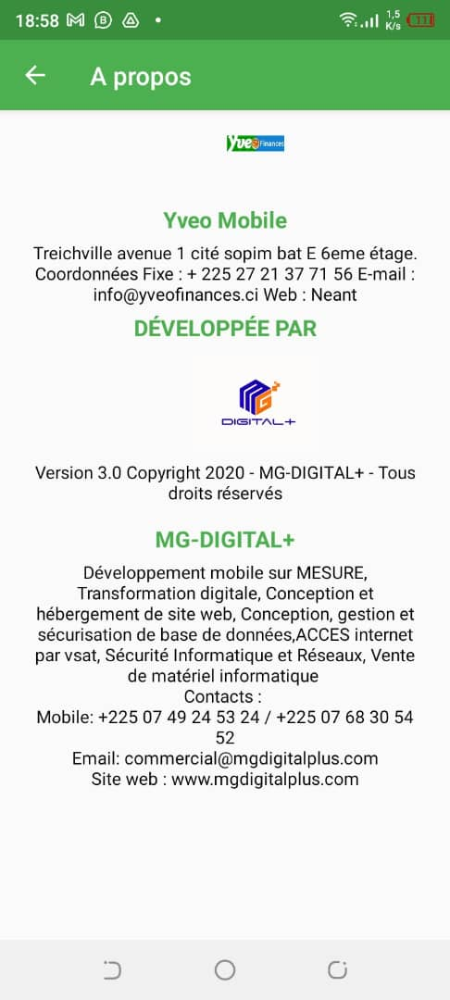 18:58
1,5
K/s
11
A propos
Yveo Finances
Yveo Mobile
Treichville avenue 1 cité sopim bat E 6eme étage.
Coordonnées Fixe : + 225 27 21 37 71 56 E-mail :
info@yveofinances.ci Web : Neant
DÉVELOPPÉE PAR
DIGITAL+
Version 3.0 Copyright 2020 - MG-DIGITAL+ - Tous
droits réservés
MG-DIGITAL+
Développement mobile sur MESURE,
Transformation digitale, Conception et
hébergement de site web, Conception, gestion et
sécurisation de base de données,ACCES internet
par vsat, Sécurité Informatique et Réseaux, Vente
de matériel informatique
Contacts :
Mobile: +225 07 49 24 53 24 / +225 07 68 30 54
52
Email: commercial@mgdigitalplus.com
Site web : www.mgdigitalplus.com